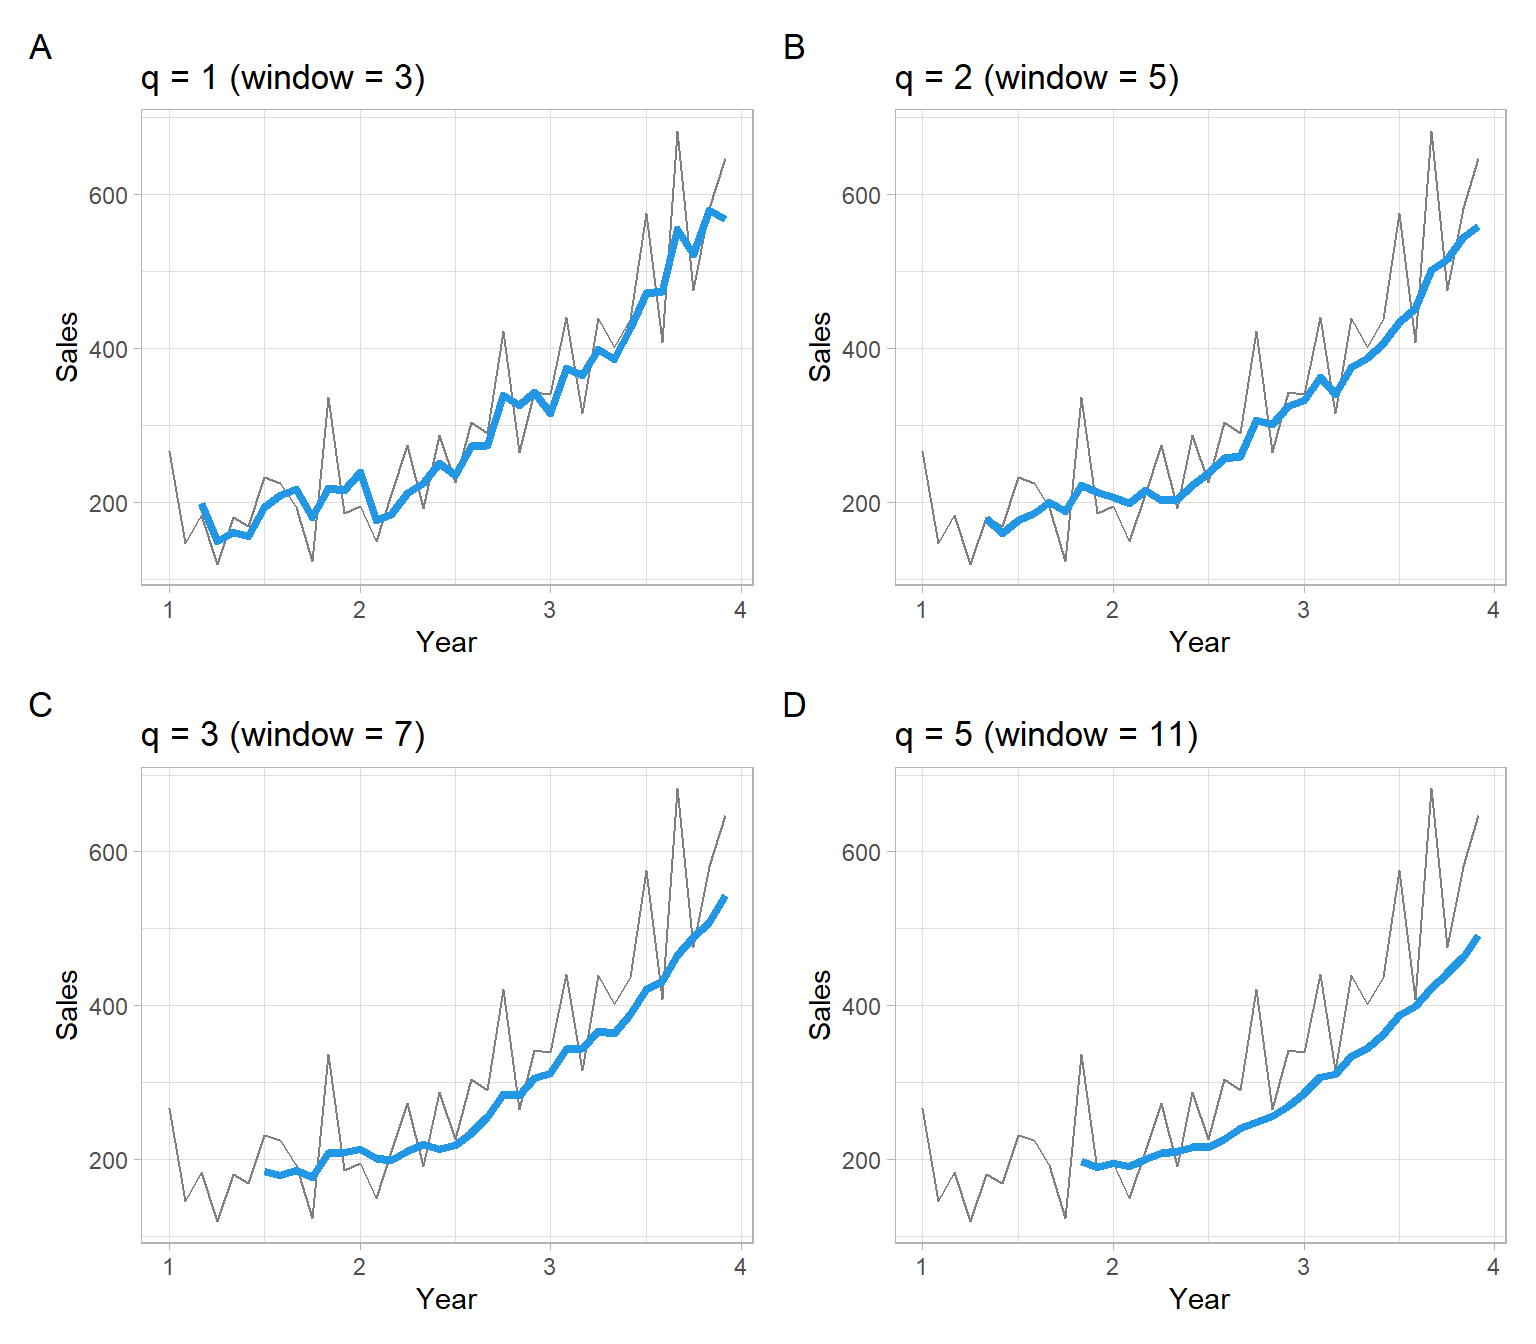 A
q = 1 (window = 3)
600
400
200
Sales
1 2 3 4
Year
B
q = 2 (window = 5)
600
400
200
Sales
1 2 3 4
Year
C
q = 3 (window = 7)
600
400
200
Sales
1 2 3 4
Year
D
q = 5 (window = 11)
600
400
200
Sales
1 2 3 4
Year